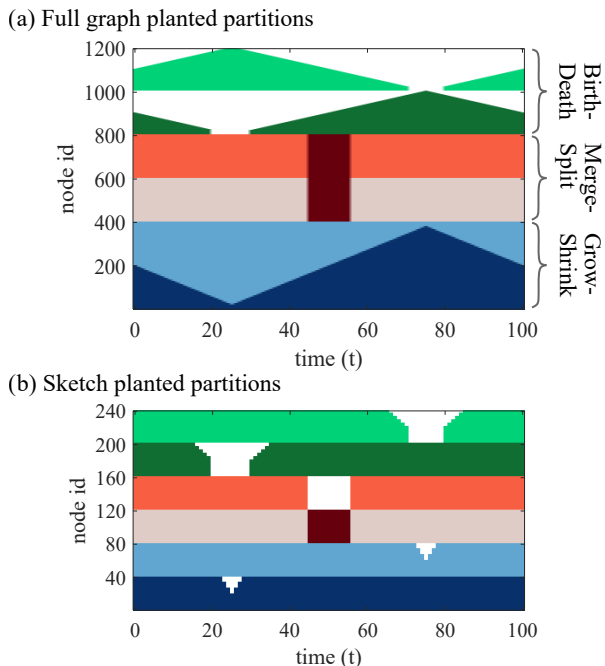 (a) Full graph planted partitions
1200
1000
800
600
400
200
node id
0 20 40 60 80 100
time (t)
Birth-
Death
Merge-
Split
Grow-
Shrink
(b) Sketch planted partitions
240
200
160
120
80
40
node id
0 20 40 60 80 100
time (t)